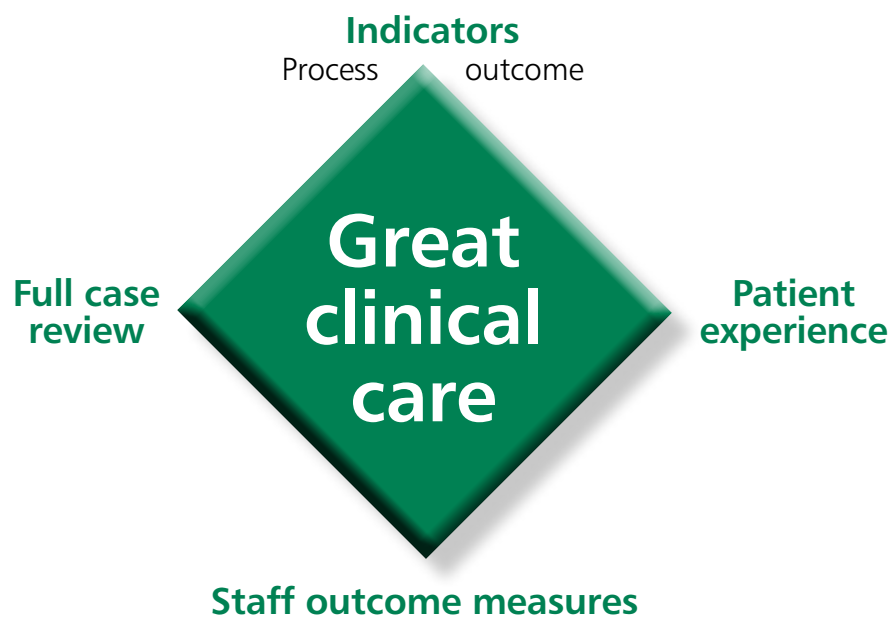 Indicators
Process outcome
Great
clinical
care
Full case
review
Patient
experience
Staff outcome measures